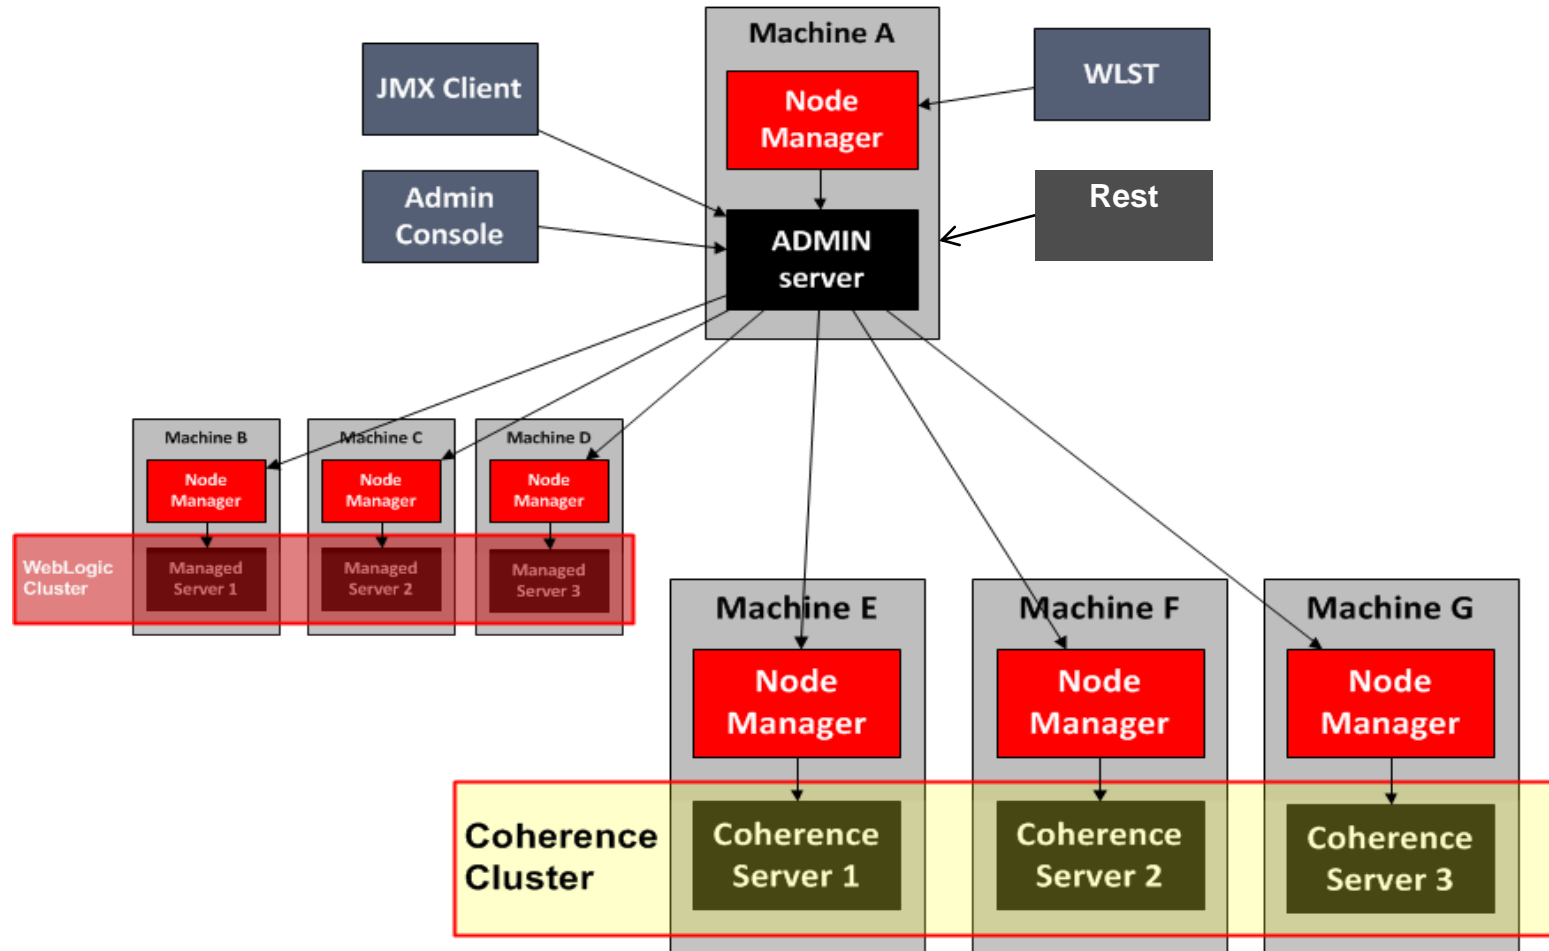 Machine A
JMX Client
Node
Manager
WLST
Admin
Console
ADMIN
server
Rest
Machine B
Machine C
Machine D
Node
Manager
Node
Manager
Node
Manager
WebLogic
Cluster
Managed
Server 1
Managed
Server 2
Managed
Server 3
Machine E
Machine F
Machine G
Node
Manager
Node
Manager
Node
Manager
Coherence
Cluster
Coherence
Server 1
Coherence
Server 2
Coherence
Server 3